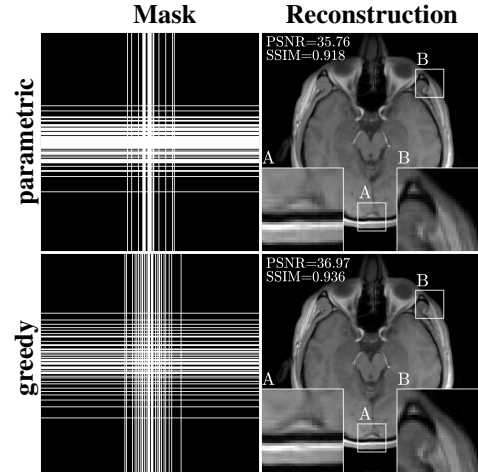 Mask Reconstruction
parametric
PSNR=35.76
SSIM=0.918
B
A B
A
greedy
PSNR=36.97
SSIM=0.936
B
A B
A